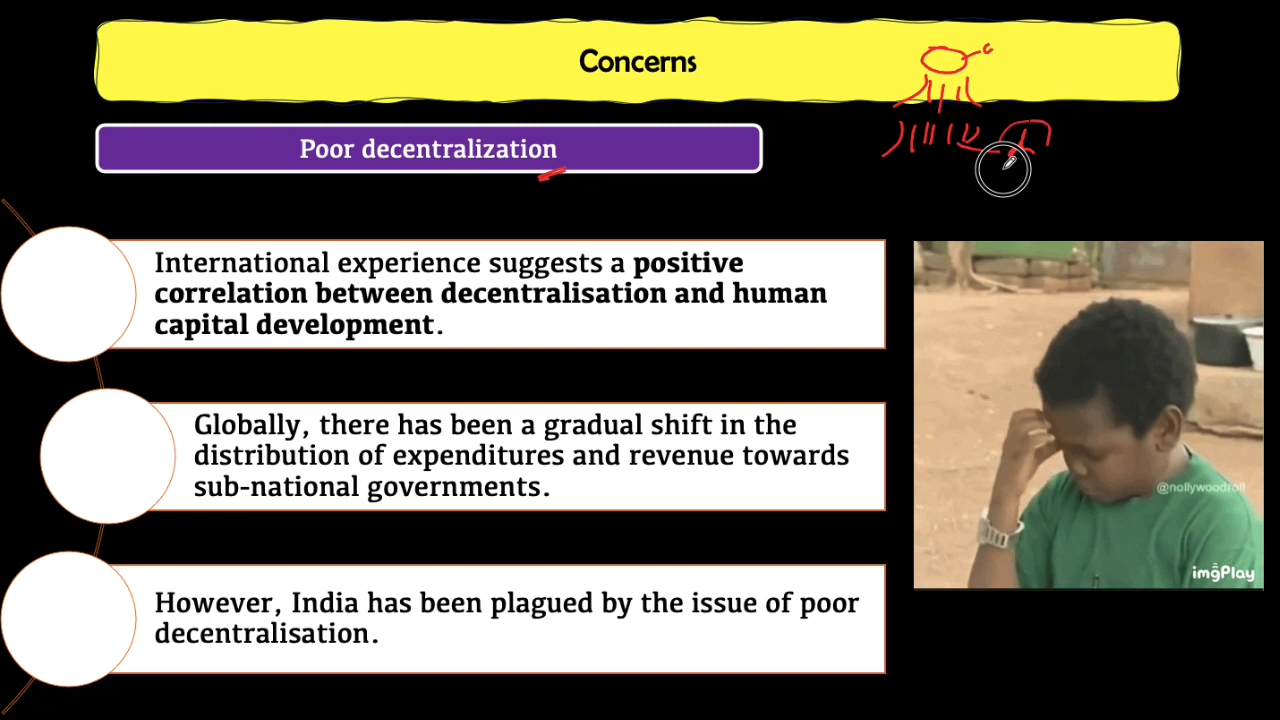 Concerns
Poor decentralization
International experience suggests a positive
correlation between decentralisation and human
capital development.
Globally, there has been a gradual shift in the
distribution of expenditures and revenue towards
sub-national governments.
@nollywoodroll
imgPlay
However, India has been plagued by the issue of poor
decentralisation.